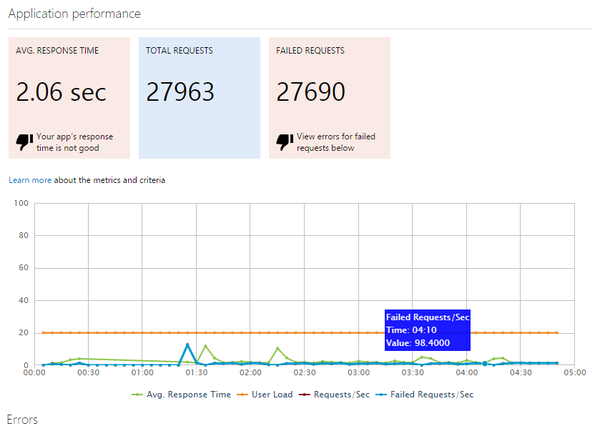 Application performance
AVG. RESPONSE TIME
TOTAL REQUESTS
FAILED REQUESTS
2.06 sec
27963
27690
Your app's response
time is not good
View errors for failed
requests below
Learn more about the metrics and criteria
100
80
60
40
20
0
Failed Requests/Sec
Time: 04:10
Value: 98.4000
00:00 00:30 01:00 01:30 02:00 02:30 03:00 03:30 04:00 04:30 05:00
Avg. Response Time User Load Requests/Sec Failed Requests/Sec
Errors